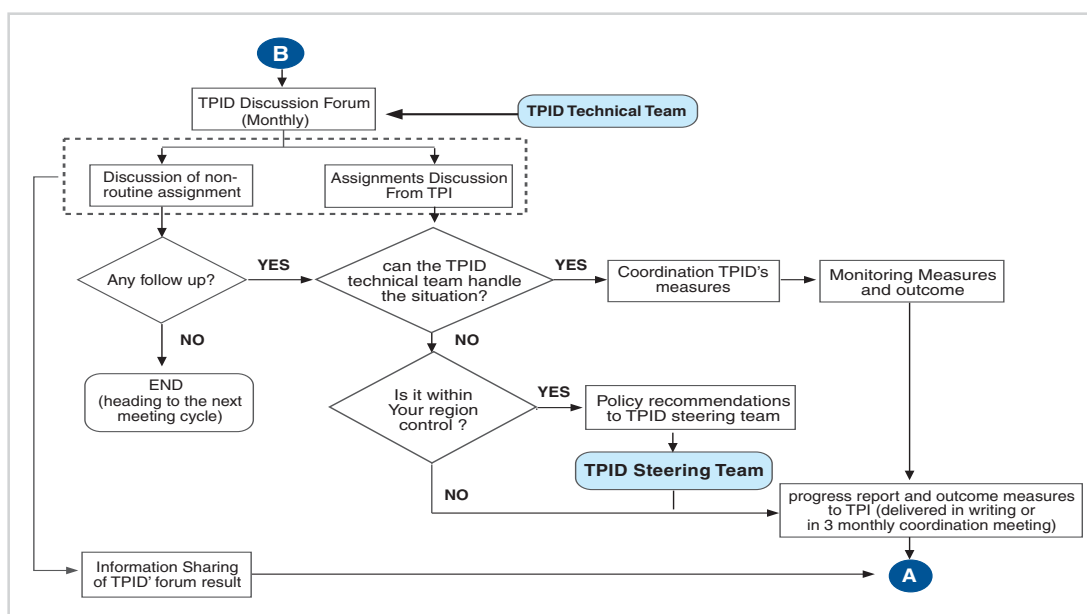 B
TPID Discussion Forum
(Monthly)
TPID Technical Team
Discussion of non-
routine assignment
Assignments Discussion
From TPI
Any follow up?
YES
can the TPID
technical team handle
the situation?
YES
Coordination TPID's
measures
Monitoring Measures
and outcome
NO
NO
END
(heading to the next
meeting cycle)
Is it within
Your region
control ?
YES
Policy recommendations
to TPID steering team
TPID Steering Team
NO
progress report and outcome measures
to TPI (delivered in writing or
in 3 monthly coordination meeting)
Information Sharing
of TPID' forum result
A